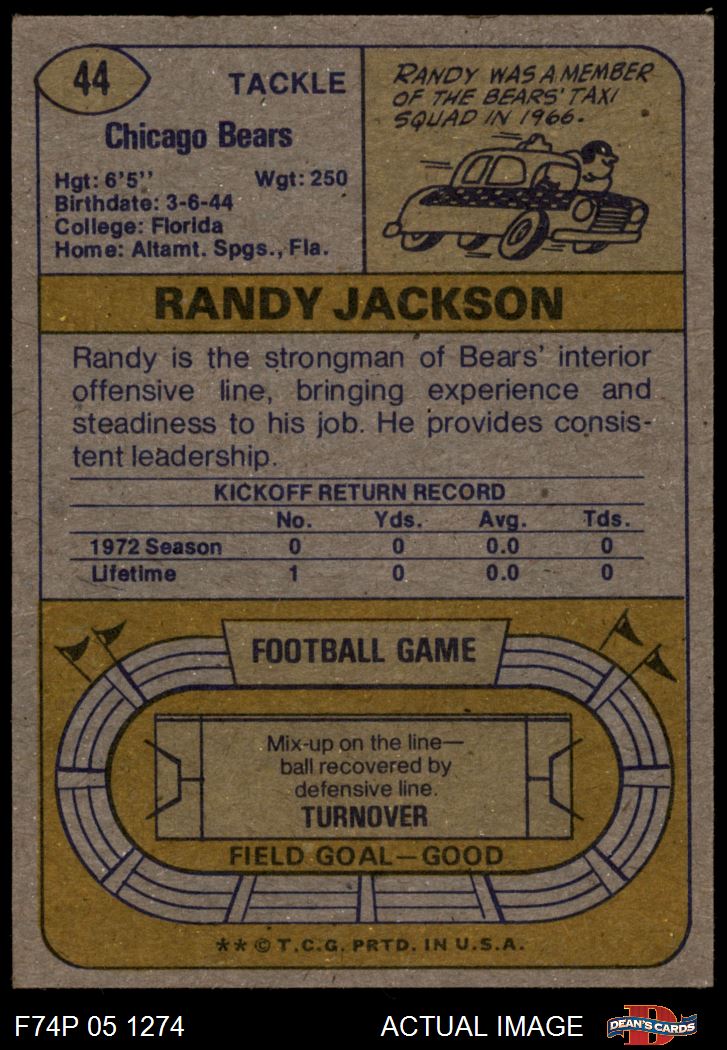 44
TACKLE
Chicago Bears
Hgt: 6'5'' Wgt: 250
Birthdate: 3-6-44
College: Florida
Home: Altamt. Spgs., Fla.
RANDY WAS A MEMBER
OF THE BEARS' TAXI
SQUAD IN 1966.
RANDY JACKSON
Randy is the strongman of Bears' interior
offensive line, bringing experience and
steadiness to his job. He provides consis-
tent leadership.
KICKOFF RETURN RECORD
No. Yds. Avg. Tds.
1972 Season 0 0 0.0 0
Lifetime 1 0 0.0 0
FOOTBALL GAME
Mix-up on the line—
ball recovered by
defensive line.
TURNOVER
FIELD GOAL—GOOD
** © T.C.G. PRTD. IN U.S.A.
F74P 05 1274 ACTUAL IMAGE
D
DEAN'S CARDS